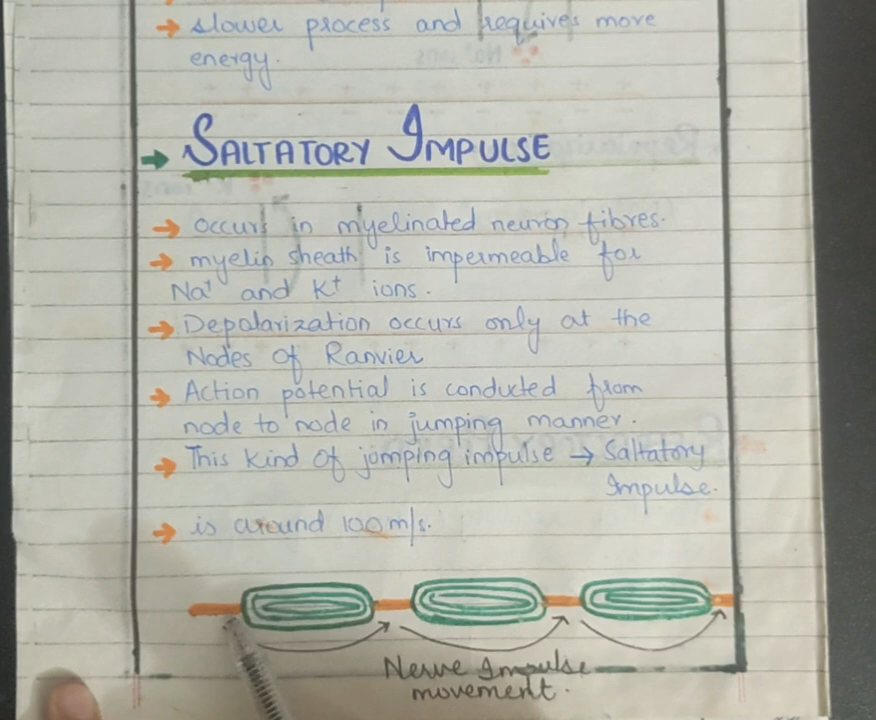 → slower process and requires more
energy.
→ SALTATORY IMPULSE
→ occurs in myelinated neuron fibres.
→ myelin sheath is impermeable for
Na⁺ and K⁺ ions.
→ Depolarization occurs only at the
Nodes Of Ranvier
→ Action potential is conducted from
node to node in jumping manner.
→ This kind Of jomping impulse → Saltatory
Impulse.
→ is around 100m/s.
Nerve Impulse
movement.